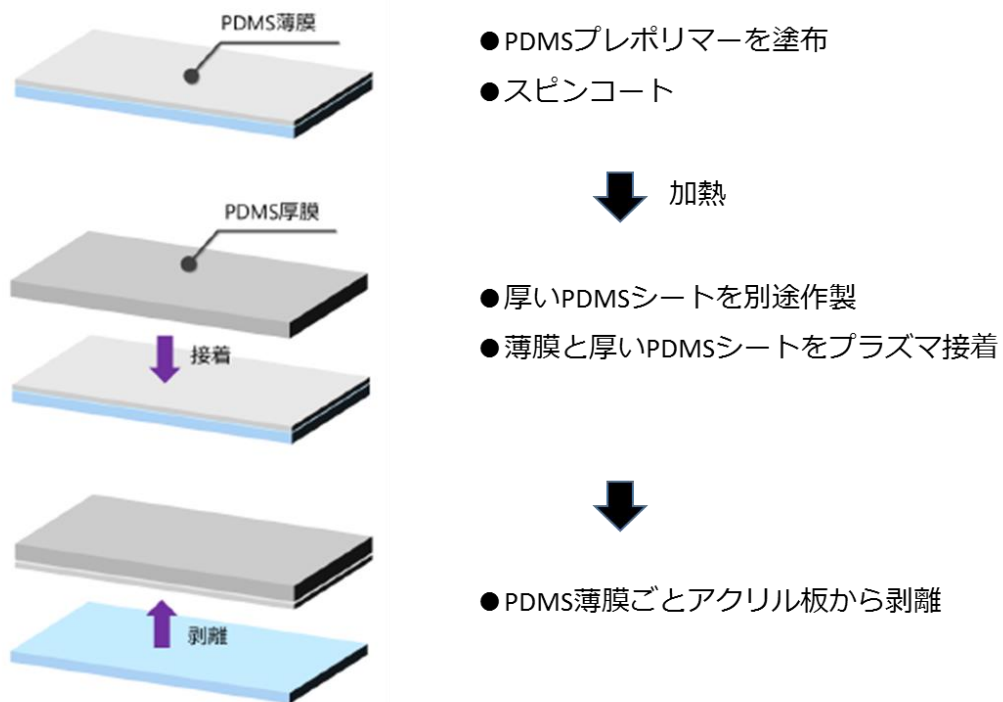 PDMS薄膜
●PDMSプレポリマーを塗布
●スピンコート
加熱
PDMS厚膜
●厚いPDMSシートを別途作製
●薄膜と厚いPDMSシートをプラズマ接着
接着
●PDMS薄膜ごとアクリル板から剥離
剥離